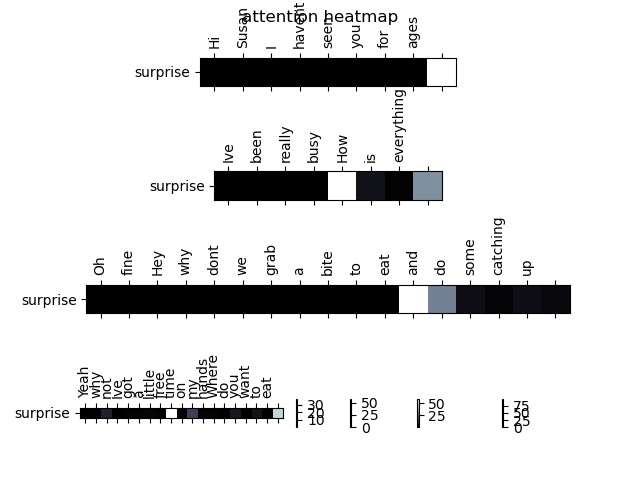 attention heatmap
Hi Susan I havent seen you for ages
surprise
Ive been really busy How is everything
surprise
Oh fine Hey why dont we grab a bite to eat and do some catching up
surprise
Yeah why not Ive got a little free time on my hands Where do you want to eat
surprise
30 20 10
50 25 0
50 25
75 50 25 0